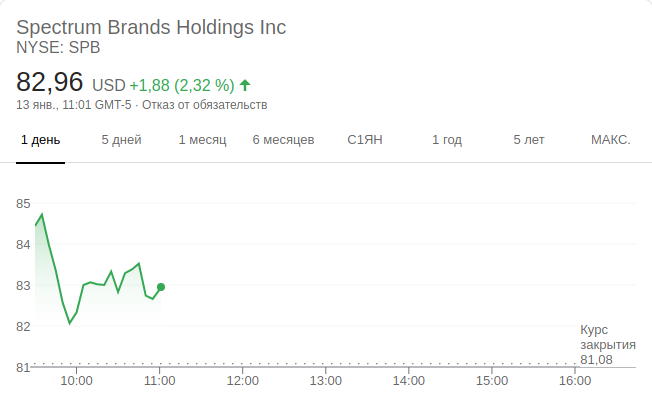 Spectrum Brands Holdings Inc
NYSE: SPB
82,96 USD +1,88 (2,32 %)
13 янв., 11:01 GMT-5 · Отказ от обязательств
1 день 5 дней 1 месяц 6 месяцев С1ЯН 1 год 5 лет МАКС.
85
84
83
82
81
Курс
закрытия
81,08
10:00 11:00 12:00 13:00 14:00 15:00 16:00